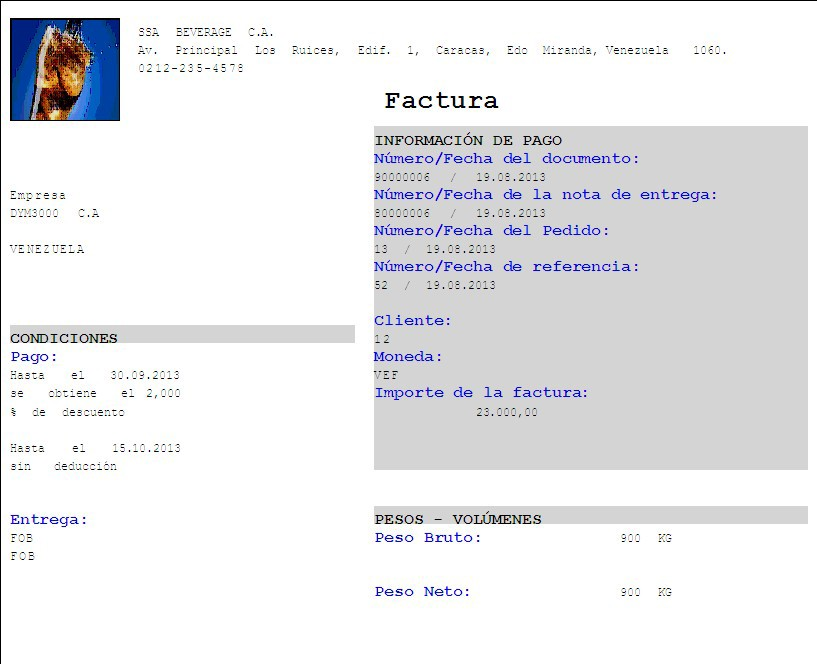 SSA BEVERAGE C.A.
Av. Principal Los Ruices, Edif. 1, Caracas, Edo Miranda, Venezuela 1060.
0212-235-4578
Factura
Empresa
DYM3000 C.A
VENEZUELA
INFORMACIÓN DE PAGO
Número/Fecha del documento:
90000006 / 19.08.2013
Número/Fecha de la nota de entrega:
80000006 / 19.08.2013
Número/Fecha del Pedido:
13 / 19.08.2013
Número/Fecha de referencia:
52 / 19.08.2013
Cliente:
12
Moneda:
VEF
Importe de la factura:
23.000,00
CONDICIONES
Pago:
Hasta el 30.09.2013
se obtiene el 2,000
% de descuento
Hasta el 15.10.2013
sin deducción
Entrega:
FOB
FOB
PESOS - VOLÚMENES
Peso Bruto: 900 KG
Peso Neto: 900 KG